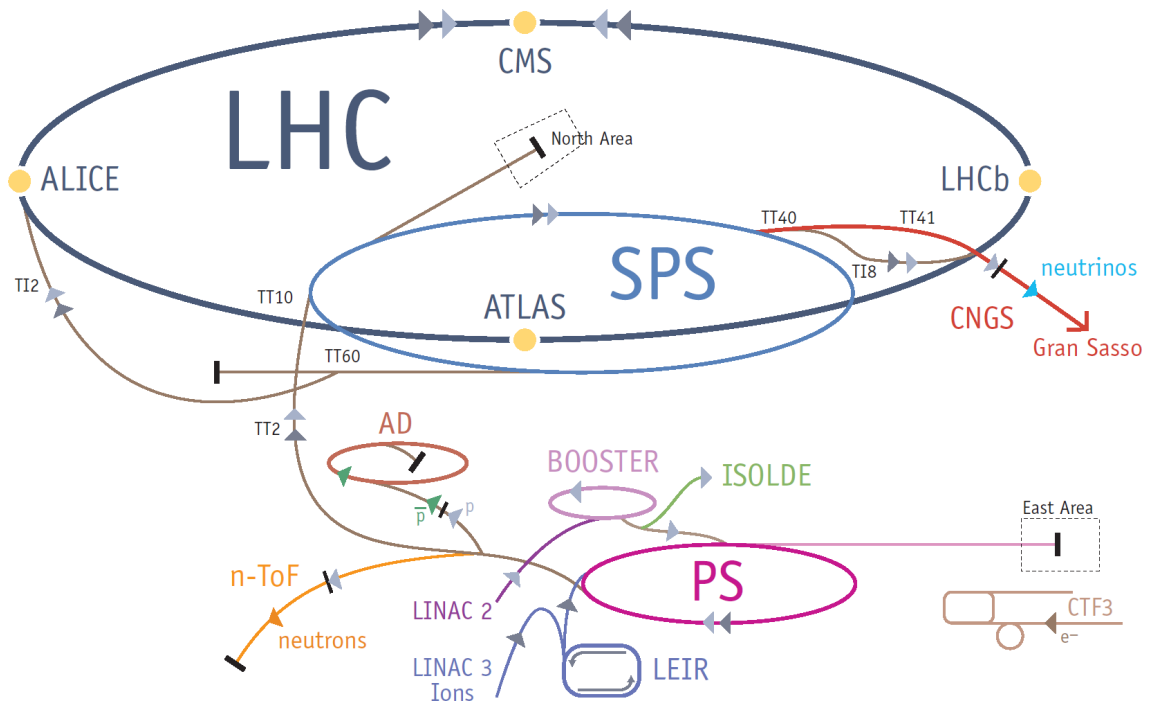 CMS
LHC
North Area
ALICE
LHCb
TT40
TT41
SPS
TI8
neutrinos
TI2
TT10
ATLAS
CNGS
Gran Sasso
TT60
TT2
AD
BOOSTER
ISOLDE
p̅
p
East Area
n-ToF
PS
LINAC 2
CTF3
e–
neutrons
LINAC 3
Ions
LEIR